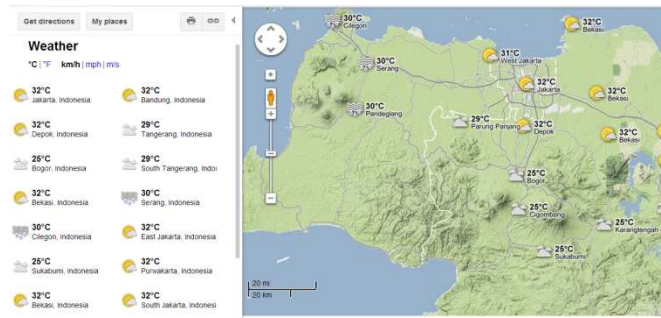 Get directions
My places
Weather
°C | °F km/h | mph | m/s
32°C
Jakarta, Indonesia
32°C
Bandung, Indonesia
32°C
Depok, Indonesia
29°C
Tangerang, Indonesia
25°C
Bogor, Indonesia
29°C
South Tangerang, Indo
32°C
Bekasi, Indonesia
30°C
Serang, Indonesia
30°C
Cilegon, Indonesia
32°C
East Jakarta, Indonesia
25°C
Sukabumi, Indonesia
32°C
Purwakarta, Indonesia
32°C
Bekasi, Indonesia
32°C
South Jakarta, Indonesi
30°C
Cilegon
32°C
Bekasi
30°C
Serang
31°C
West Jakarta
32°C
Jakarta
32°C
Bekasi
30°C
Pandeglang
29°C
Parung Panjang
32°C
Depok
32°C
Bekasi
25°C
Bogor
25°C
Cigombong
25°C
Karangtengah
25°C
Sukabumi
20 mi
20 km